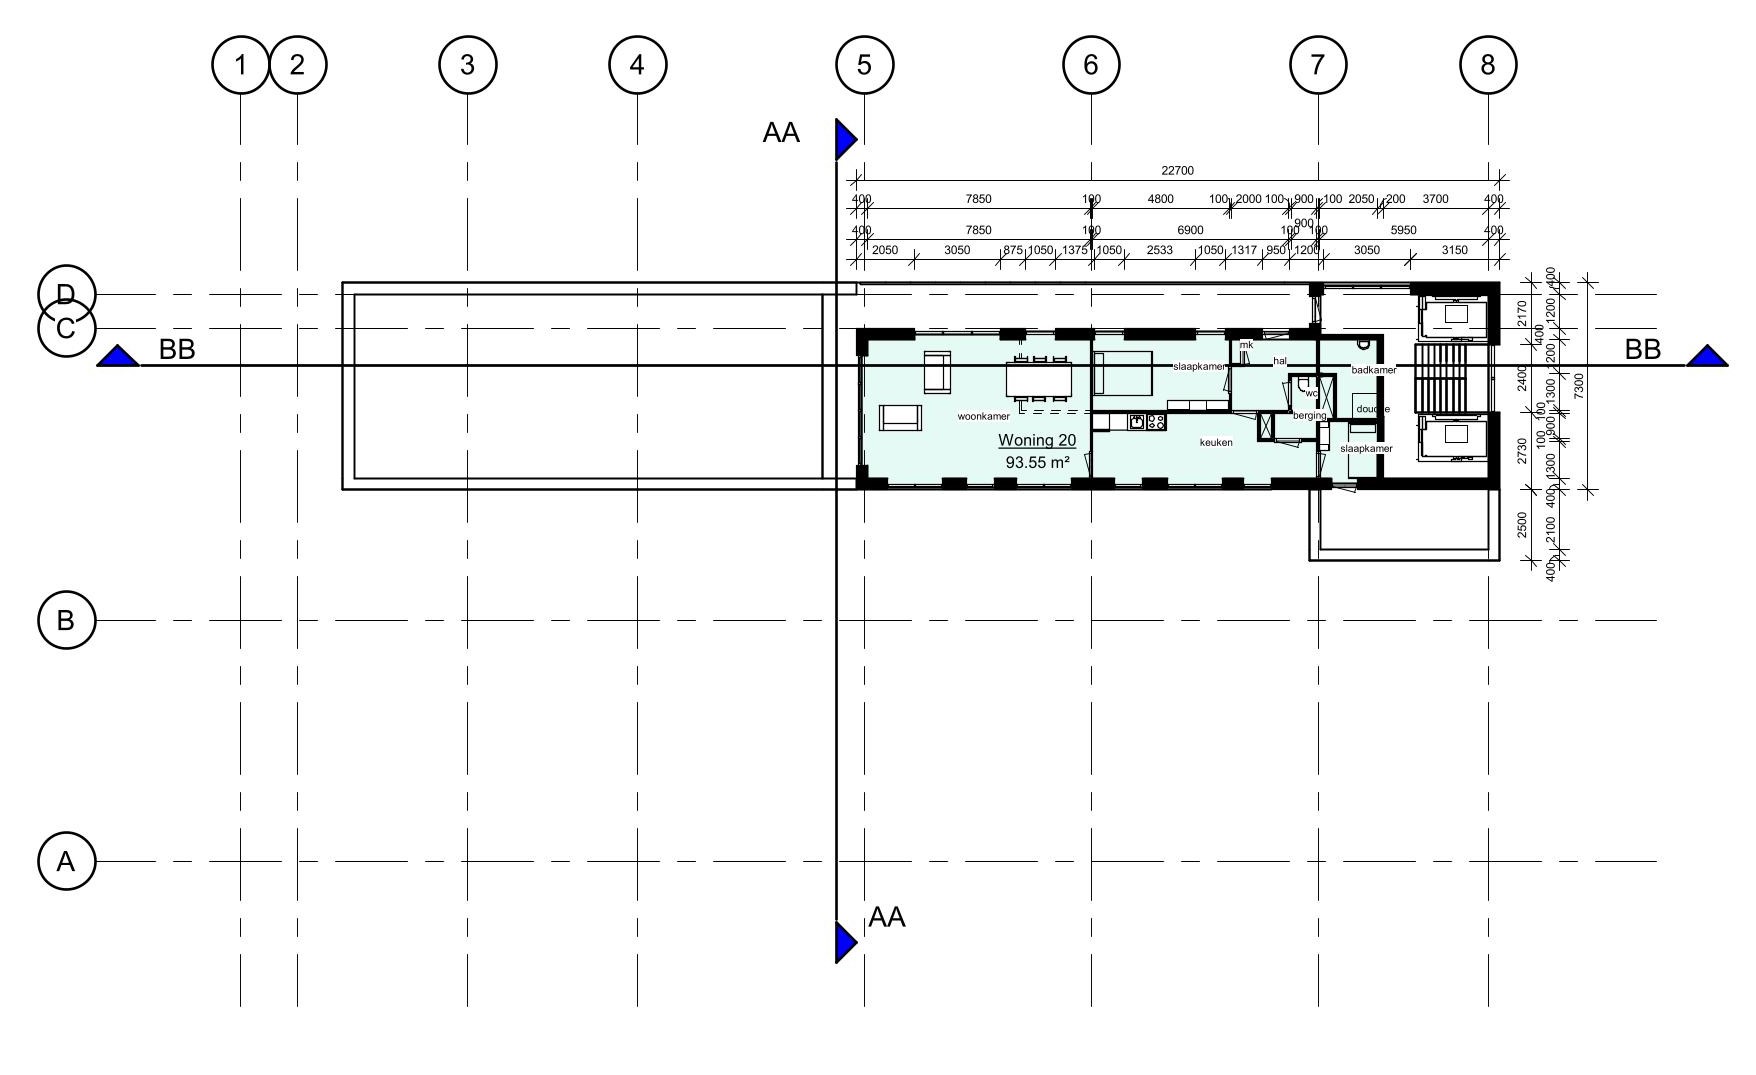 1 2 3 4 5 6 7 8
AA
22700
400 7850 100 4800 100 2000 100 900 100 2050 200 3700 400
900
400 7850 100 6900 100 100 5950 400
2050 3050 875 1050 1375 1050 2533 1050 1317 950 1200 3050 3150
D
C
BB
BB
mk
hal
slaapkamer
badkamer
wc
douche
woonkamer
berging
Woning 20
keuken
slaapkamer
93.55 m²
2170 2400 2730 2500
400
400 1200 1200 1300 100 900 1300 400 2100 400
100
7300
B
A
AA